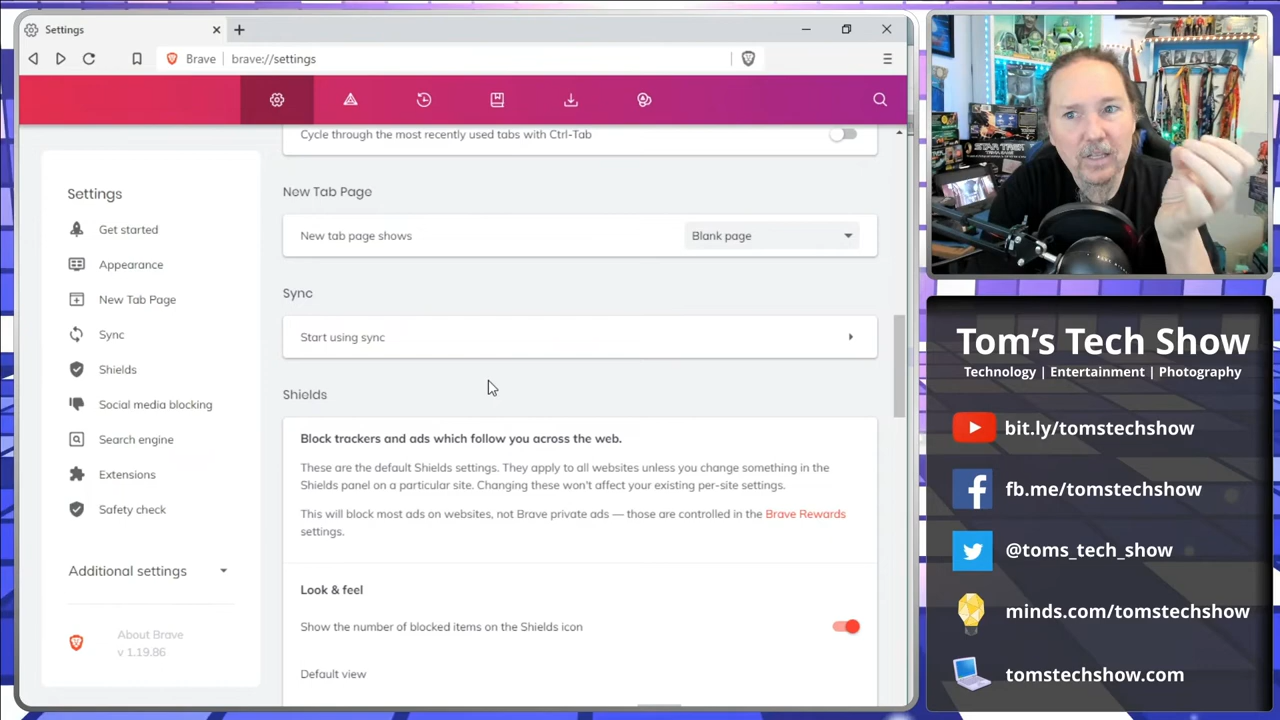 Settings
Brave
brave://settings
Settings
Get started
Appearance
New Tab Page
Sync
Shields
Social media blocking
Search engine
Extensions
Safety check
Additional settings
About Brave
v 1.19.86
Cycle through the most recently used tabs with Ctrl-Tab
New Tab Page
New tab page shows
Blank page
Sync
Start using sync
Shields
Block trackers and ads which follow you across the web.
These are the default Shields settings. They apply to all websites unless you change something in the
Shields panel on a particular site. Changing these won't affect your existing per-site settings.
This will block most ads on websites, not Brave private ads — those are controlled in the Brave Rewards
settings.
Look & feel
Show the number of blocked items on the Shields icon
Default view
STAR TREK
Tom's Tech Show
Technology | Entertainment | Photography
bit.ly/tomstechshow
fb.me/tomstechshow
@toms_tech_show
minds.com/tomstechshow
tomstechshow.com